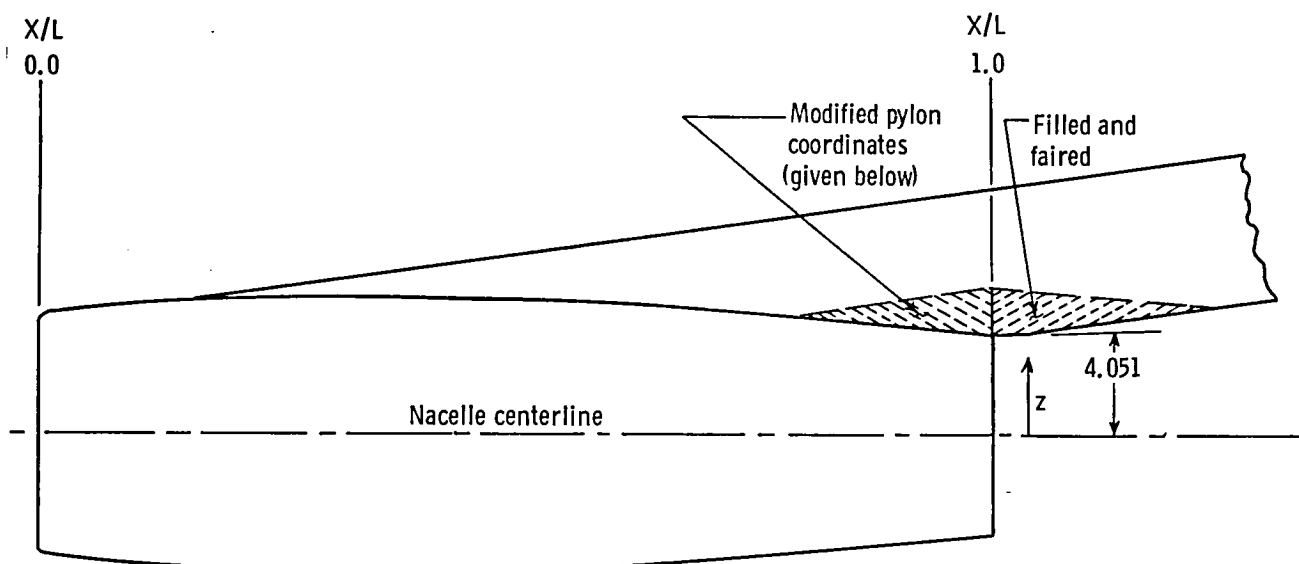 X/L
0.0
X/L
1.0
Modified pylon
coordinates
(given below)
Filled and
faired
4.051
z
Nacelle centerline